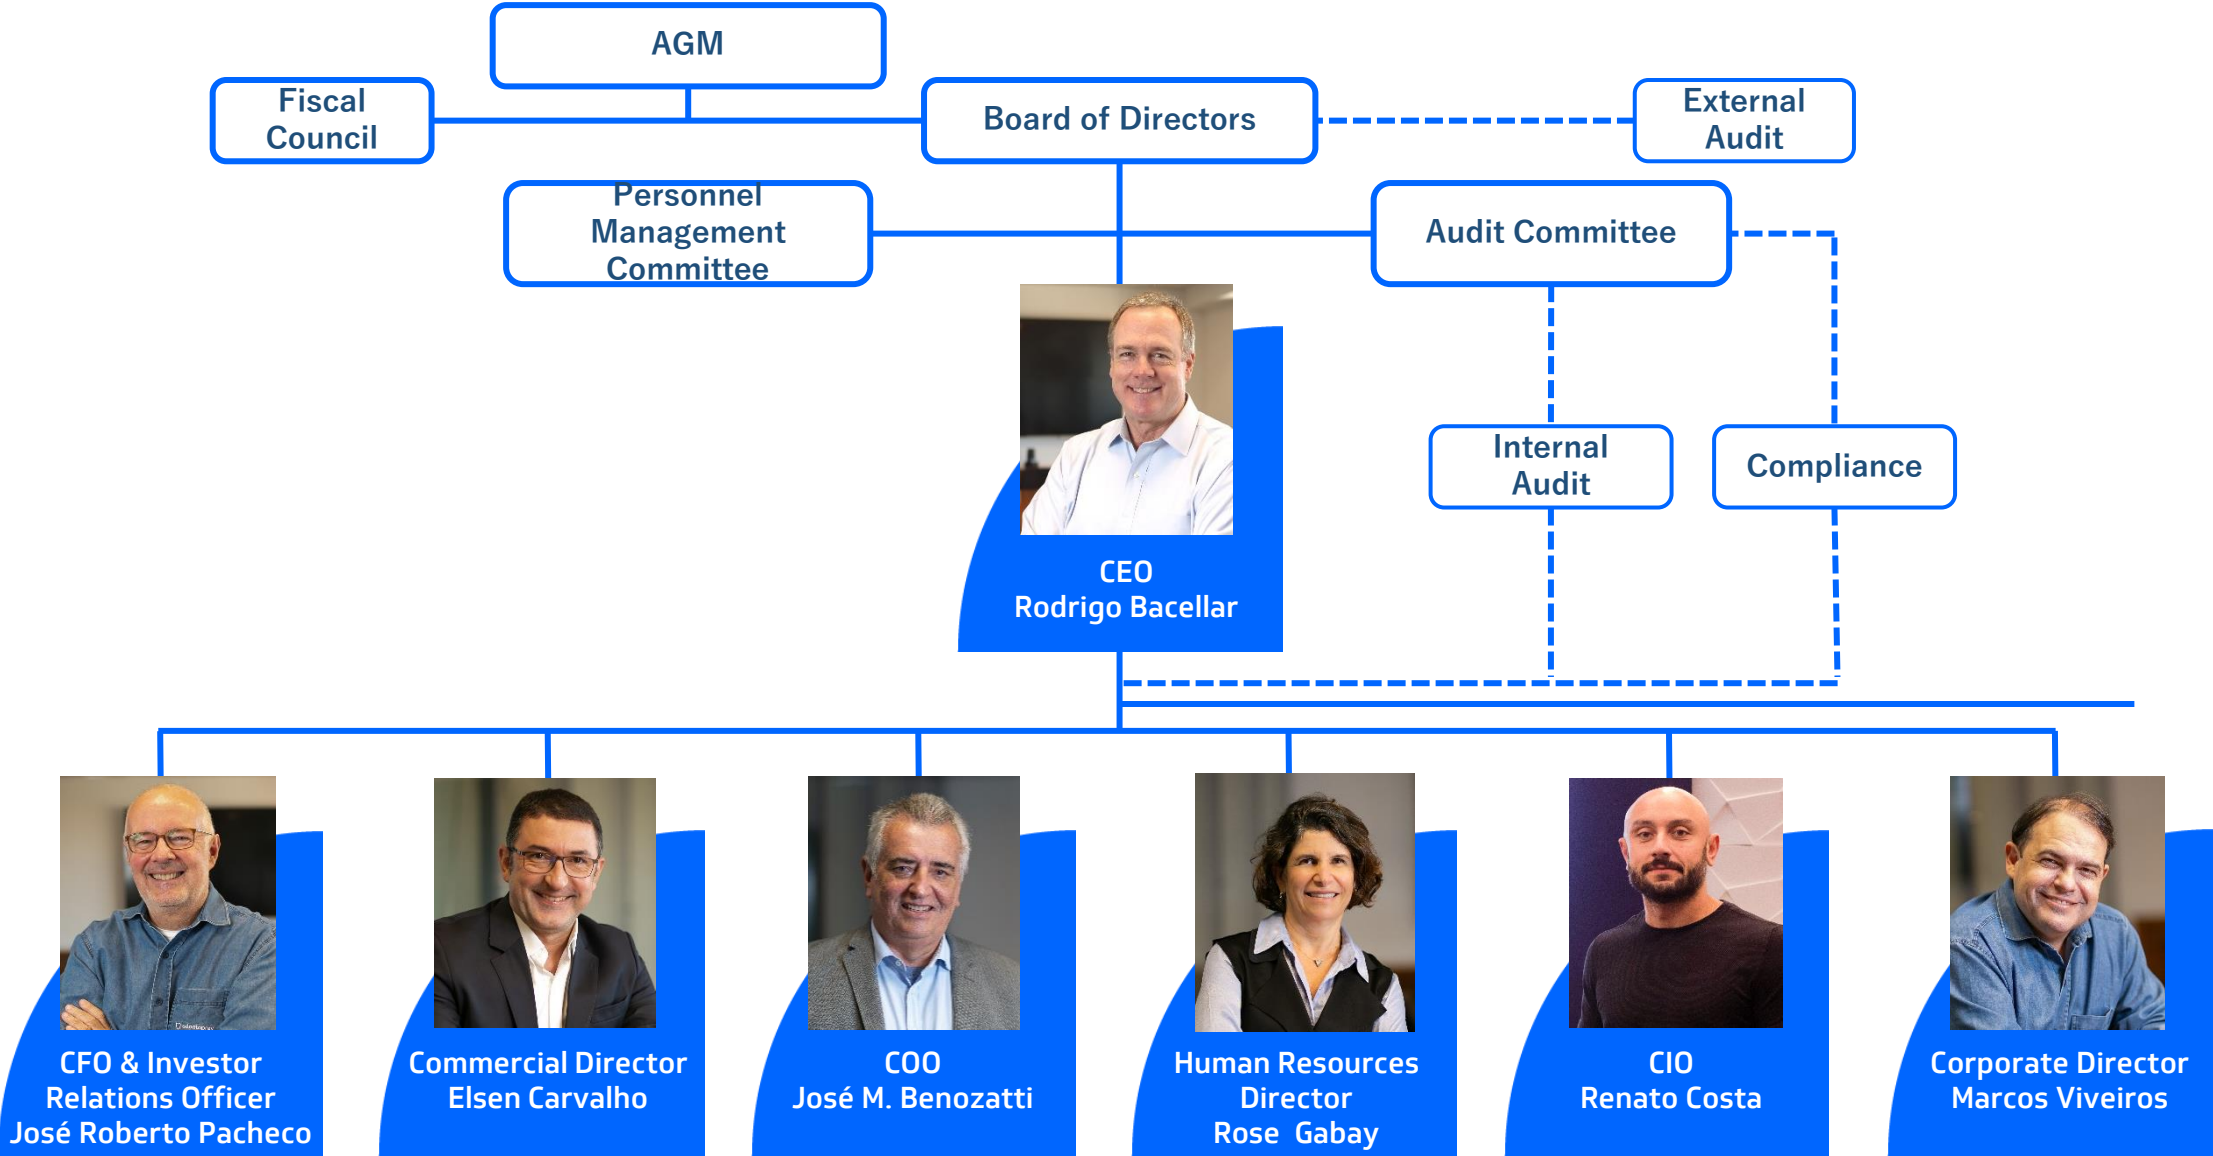 AGM
Fiscal
Council
Board of Directors
External
Audit
Personnel
Management
Committee
Audit Committee
Internal
Audit
Compliance
CEO
Rodrigo Bacellar
CFO & Investor
Relations Officer
José Roberto Pacheco
Commercial Director
Elsen Carvalho
COO
José M. Benozatti
Human Resources
Director
Rose Gabay
CIO
Renato Costa
Corporate Director
Marcos Viveiros